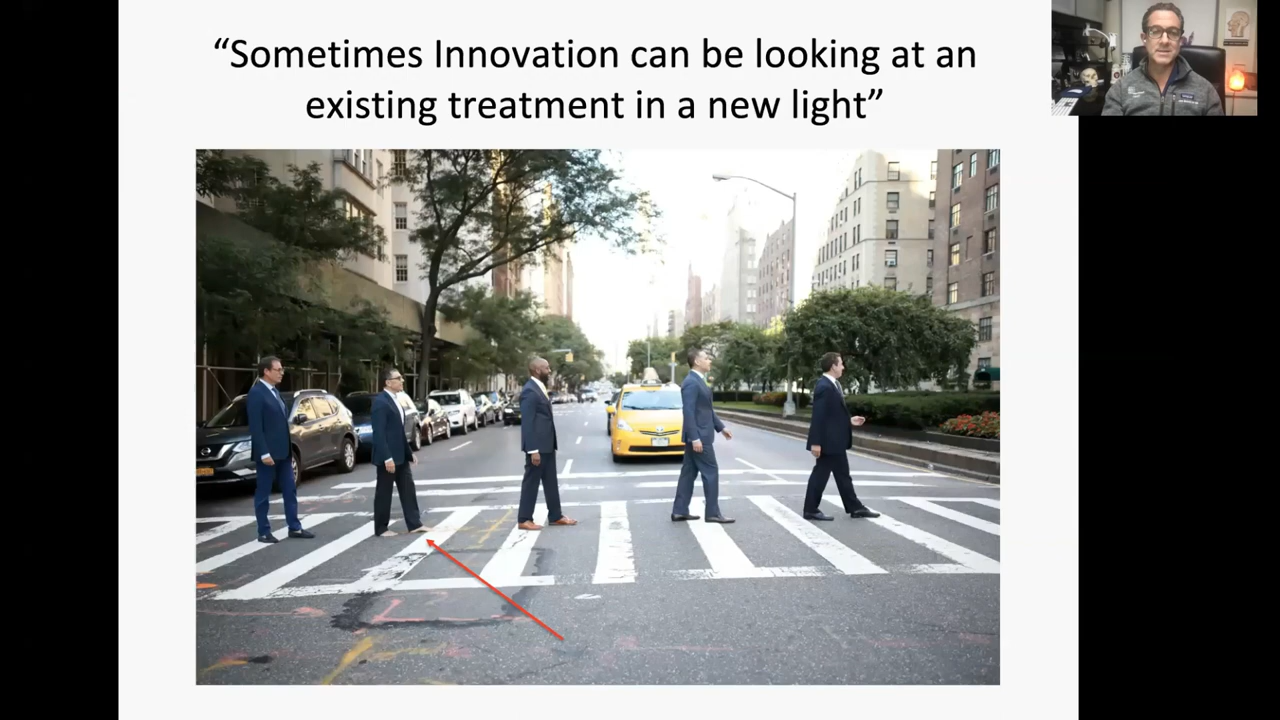 “Sometimes Innovation can be looking at an
existing treatment in a new light”